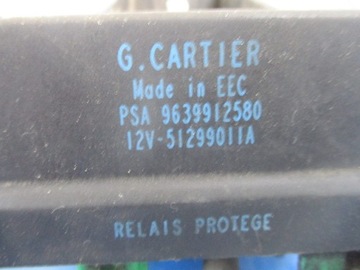 G.CARTIER
Made in EEC
PSA 9639912580
12V-51299011A
RELAIS PROTEGE